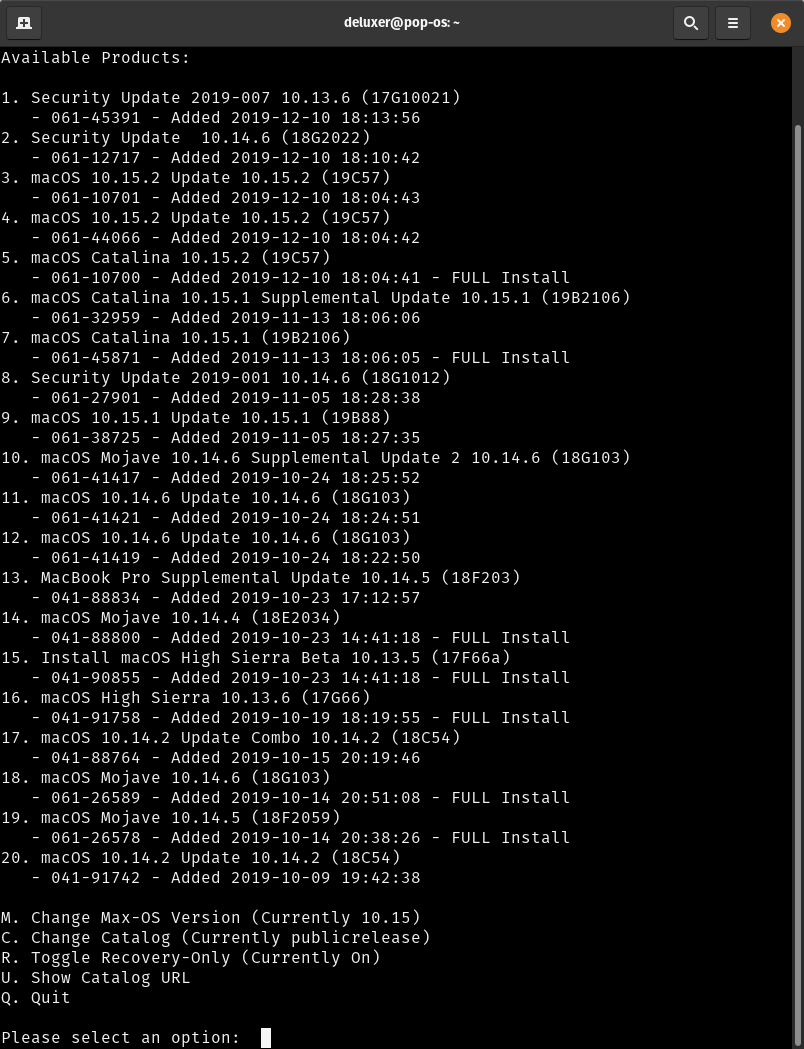 deluxer@pop-os: ~
Available Products:
1. Security Update 2019-007 10.13.6 (17G10021)
- 061-45391 - Added 2019-12-10 18:13:56
2. Security Update  10.14.6 (18G2022)
- 061-12717 - Added 2019-12-10 18:10:42
3. macOS 10.15.2 Update 10.15.2 (19C57)
- 061-10701 - Added 2019-12-10 18:04:43
4. macOS 10.15.2 Update 10.15.2 (19C57)
- 061-44066 - Added 2019-12-10 18:04:42
5. macOS Catalina 10.15.2 (19C57)
- 061-10700 - Added 2019-12-10 18:04:41 - FULL Install
6. macOS Catalina 10.15.1 Supplemental Update 10.15.1 (19B2106)
- 061-32959 - Added 2019-11-13 18:06:06
7. macOS Catalina 10.15.1 (19B2106)
- 061-45871 - Added 2019-11-13 18:06:05 - FULL Install
8. Security Update 2019-001 10.14.6 (18G1012)
- 061-27901 - Added 2019-11-05 18:28:38
9. macOS 10.15.1 Update 10.15.1 (19B88)
- 061-38725 - Added 2019-11-05 18:27:35
10. macOS Mojave 10.14.6 Supplemental Update 2 10.14.6 (18G103)
- 061-41417 - Added 2019-10-24 18:25:52
11. macOS 10.14.6 Update 10.14.6 (18G103)
- 061-41421 - Added 2019-10-24 18:24:51
12. macOS 10.14.6 Update 10.14.6 (18G103)
- 061-41419 - Added 2019-10-24 18:22:50
13. MacBook Pro Supplemental Update 10.14.5 (18F203)
- 041-88834 - Added 2019-10-23 17:12:57
14. macOS Mojave 10.14.4 (18E2034)
- 041-88800 - Added 2019-10-23 14:41:18 - FULL Install
15. Install macOS High Sierra Beta 10.13.5 (17F66a)
- 041-90855 - Added 2019-10-23 14:41:18 - FULL Install
16. macOS High Sierra 10.13.6 (17G66)
- 041-91758 - Added 2019-10-19 18:19:55 - FULL Install
17. macOS 10.14.2 Update Combo 10.14.2 (18C54)
- 041-88764 - Added 2019-10-15 20:19:46
18. macOS Mojave 10.14.6 (18G103)
- 061-26589 - Added 2019-10-14 20:51:08 - FULL Install
19. macOS Mojave 10.14.5 (18F2059)
- 061-26578 - Added 2019-10-14 20:38:26 - FULL Install
20. macOS 10.14.2 Update 10.14.2 (18C54)
- 041-91742 - Added 2019-10-09 19:42:38
M. Change Max-OS Version (Currently 10.15)
C. Change Catalog (Currently publicrelease)
R. Toggle Recovery-Only (Currently On)
U. Show Catalog URL
Q. Quit
Please select an option: